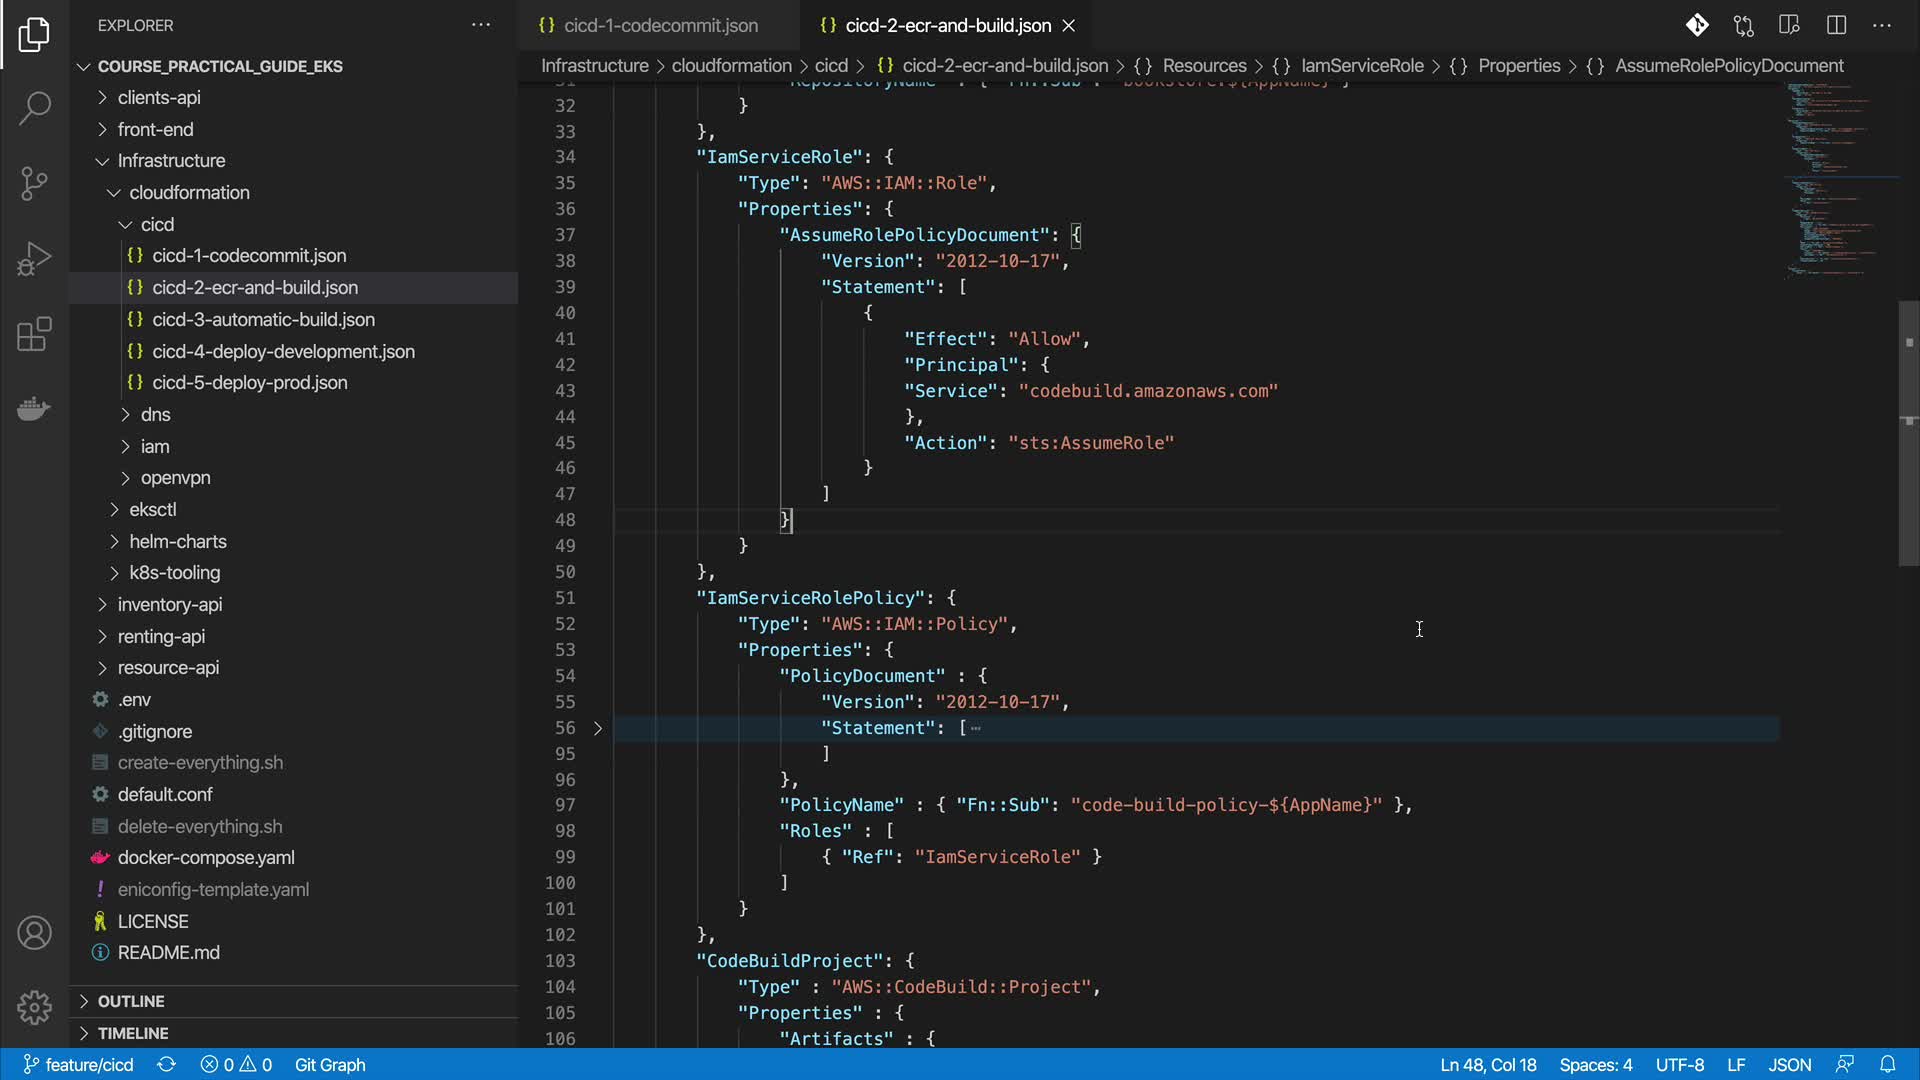 EXPLORER
COURSE_PRACTICAL_GUIDE_EKS
clients-api
front-end
Infrastructure
cloudformation
cicd
{} cicd-1-codecommit.json
{} cicd-2-ecr-and-build.json
{} cicd-3-automatic-build.json
{} cicd-4-deploy-development.json
{} cicd-5-deploy-prod.json
dns
iam
openvpn
eksctl
helm-charts
k8s-tooling
inventory-api
renting-api
resource-api
.env
.gitignore
create-everything.sh
default.conf
delete-everything.sh
docker-compose.yaml
! eniconfig-template.yaml
LICENSE
README.md
OUTLINE
TIMELINE
{} cicd-1-codecommit.json
{} cicd-2-ecr-and-build.json
Infrastructure > cloudformation > cicd > {} cicd-2-ecr-and-build.json > {} Resources > {} IamServiceRole > {} Properties > {} AssumeRolePolicyDocument
31 "RepositoryName" : { "Fn::Sub": "bookstore.${AppName}" }
32 }
33 },
34 "IamServiceRole": {
35 "Type": "AWS::IAM::Role",
36 "Properties": {
37 "AssumeRolePolicyDocument": {
38 "Version": "2012-10-17",
39 "Statement": [
40 {
41 "Effect": "Allow",
42 "Principal": {
43 "Service": "codebuild.amazonaws.com"
44 },
45 "Action": "sts:AssumeRole"
46 }
47 ]
48 }
49 }
50 },
51 "IamServiceRolePolicy": {
52 "Type": "AWS::IAM::Policy",
53 "Properties": {
54 "PolicyDocument" : {
55 "Version": "2012-10-17",
56 "Statement": [ ⋯
95 ]
96 },
97 "PolicyName" : { "Fn::Sub": "code-build-policy-${AppName}" },
98 "Roles" : [
99 { "Ref": "IamServiceRole" }
100 ]
101 }
102 },
103 "CodeBuildProject": {
104 "Type" : "AWS::CodeBuild::Project",
105 "Properties" : {
106 "Artifacts" : {
feature/cicd 0 0 Git Graph Ln 48, Col 18 Spaces: 4 UTF-8 LF JSON